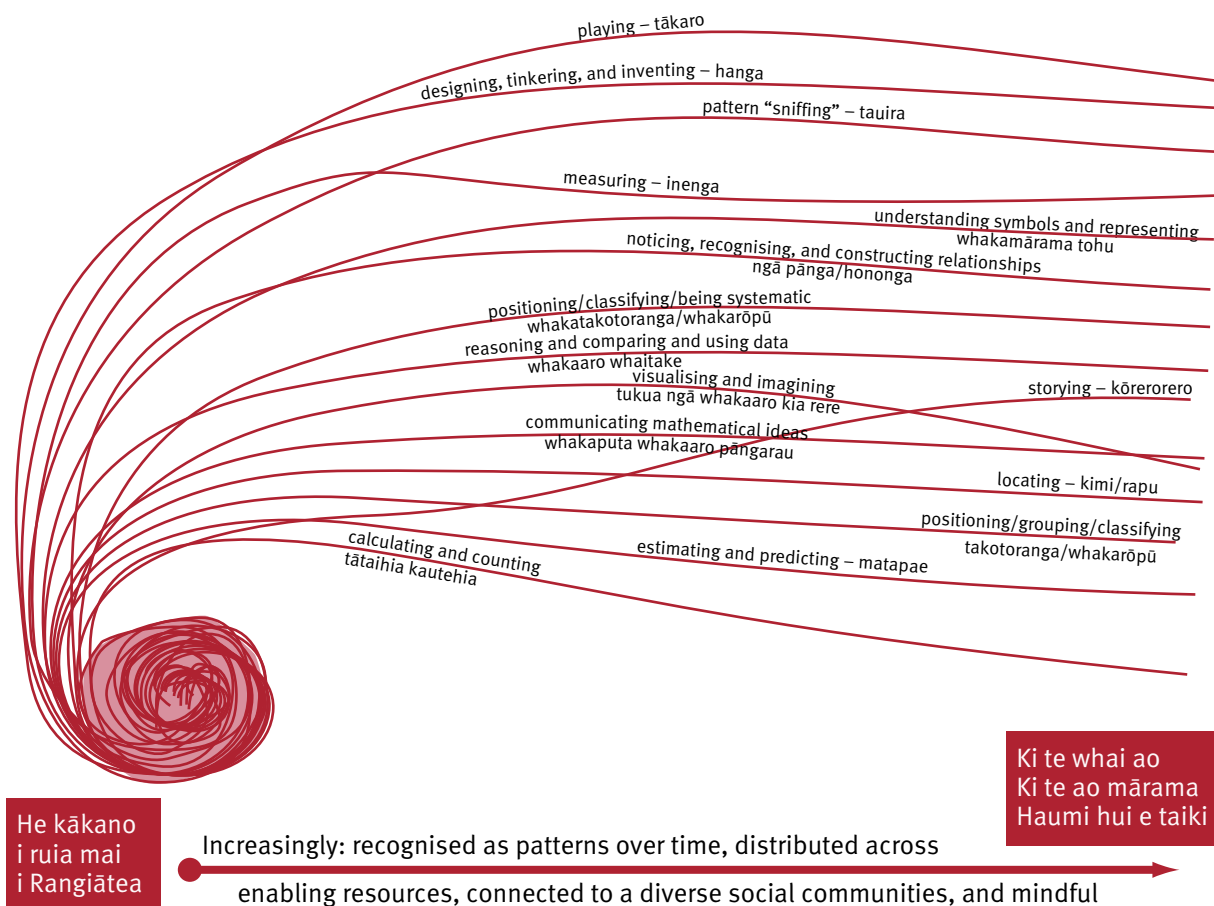 playing – tākaro
designing, tinkering, and inventing – hanga
pattern “sniffing” – tauira
measuring – inenga
understanding symbols and representing
whakamārama tohu
noticing, recognising, and constructing relationships
ngā pānga/hononga
positioning/classifying/being systematic
whakatakotoranga/whakarōpū
reasoning and comparing and using data
whakaaro whaitake
visualising and imagining
tukua ngā whakaaro kia rere
storying – kōrerorero
communicating mathematical ideas
whakaputa whakaaro pāngarau
locating – kimi/rapu
positioning/grouping/classifying
takotoranga/whakarōpū
calculating and counting
tātaihia kautehia
estimating and predicting – matapae
Ki te whai ao
Ki te ao mārama
Haumi hui e taiki
He kākano
i ruia mai
i Rangiātea
Increasingly: recognised as patterns over time, distributed across
enabling resources, connected to a diverse social communities, and mindful